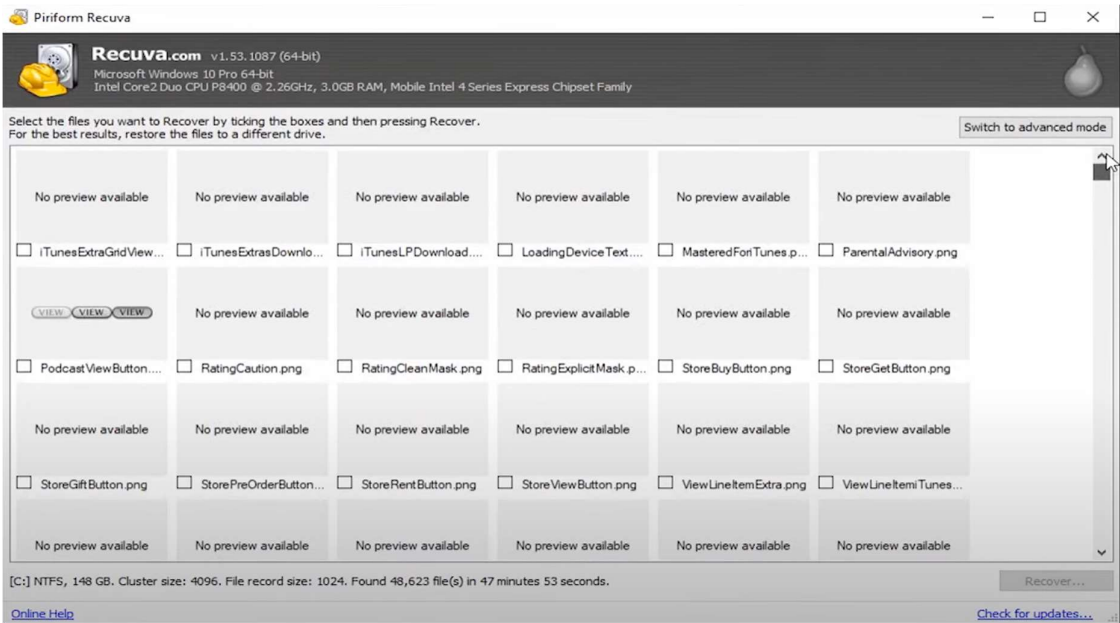 Piriform Recuva
Recuva.com v1.53.1087 (64-bit)
Microsoft Windows 10 Pro 64-bit
Intel Core2 Duo CPU P8400 @ 2.26GHz, 3.0GB RAM, Mobile Intel 4 Series Express Chipset Family
Select the files you want to Recover by ticking the boxes and then pressing Recover.
For the best results, restore the files to a different drive.
Switch to advanced mode
No preview available No preview available No preview available No preview available No preview available No preview available
iTunesExtraGridView... iTunesExtrasDownlo... iTunesLPDownload.... LoadingDeviceText.... MasteredForiTunes.p... ParentalAdvisory.png
VIEW VIEW VIEW No preview available No preview available No preview available No preview available No preview available
PodcastViewButton.... RatingCaution.png RatingCleanMask.png RatingExplicitMask.p... StoreBuyButton.png StoreGetButton.png
No preview available No preview available No preview available No preview available No preview available No preview available
StoreGiftButton.png StorePreOrderButton... StoreRentButton.png StoreViewButton.png ViewLineItemExtra.png ViewLineItemiTunes...
No preview available No preview available No preview available No preview available No preview available No preview available
[C:] NTFS, 148 GB. Cluster size: 4096. File record size: 1024. Found 48,623 file(s) in 47 minutes 53 seconds.
Recover...
Online Help
Check for updates...